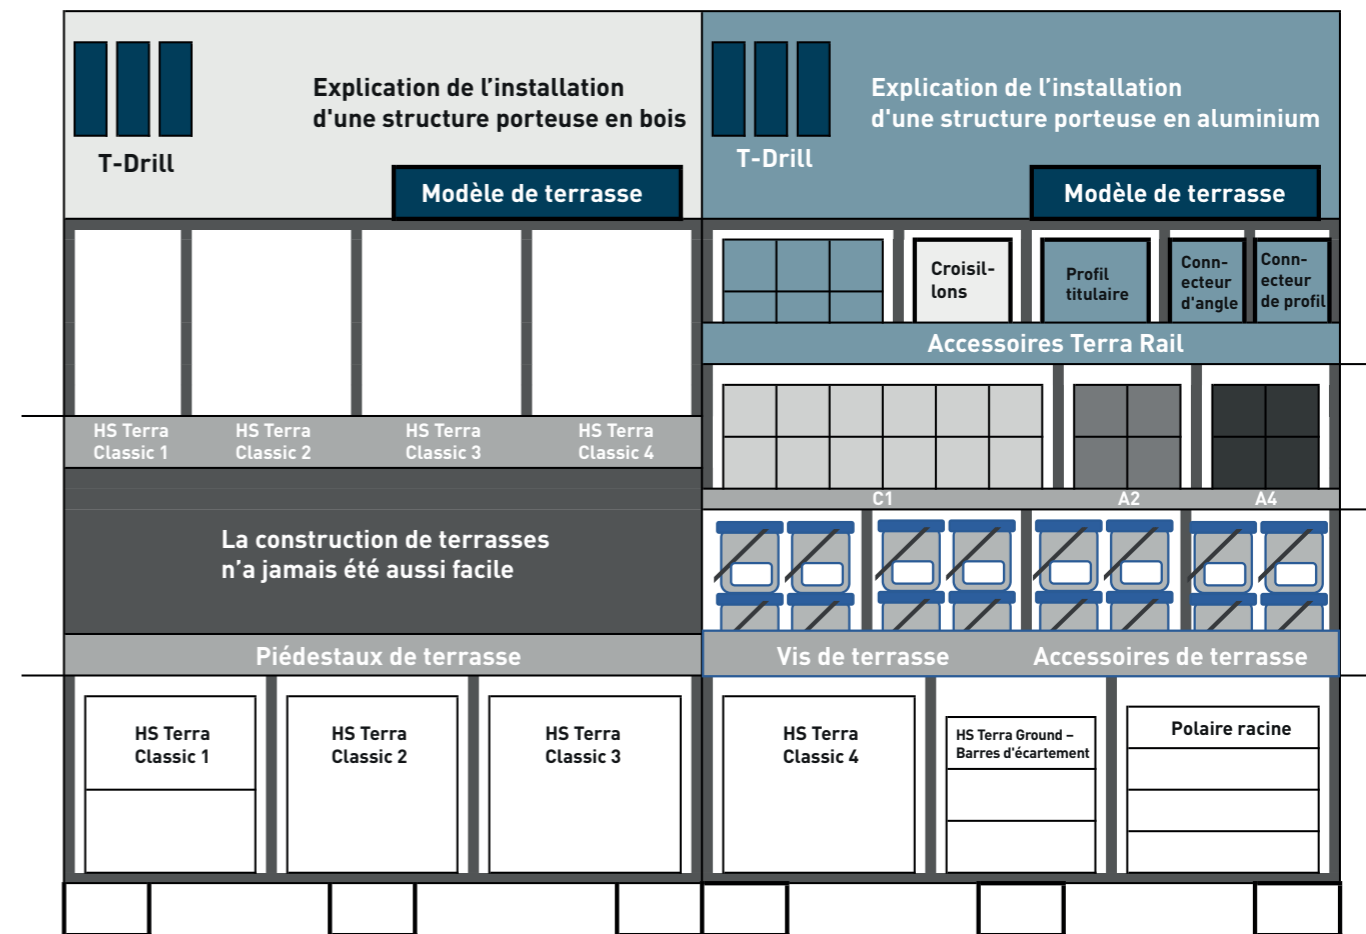 Explication de l’installation
d'une structure porteuse en bois
T-Drill
Modèle de terrasse
Explication de l’installation
d'une structure porteuse en aluminium
T-Drill
Modèle de terrasse
Croisil-
lons
Profil
titulaire
Conn-
ecteur
d'angle
Conn-
ecteur
de profil
Accessoires Terra Rail
HS Terra
Classic 1
HS Terra
Classic 2
HS Terra
Classic 3
HS Terra
Classic 4
C1
A2
A4
La construction de terrasses
n’a jamais été aussi facile
Piédestaux de terrasse
Vis de terrasse
Accessoires de terrasse
HS Terra
Classic 1
HS Terra
Classic 2
HS Terra
Classic 3
HS Terra
Classic 4
HS Terra Ground –
Barres d'écartement
Polaire racine